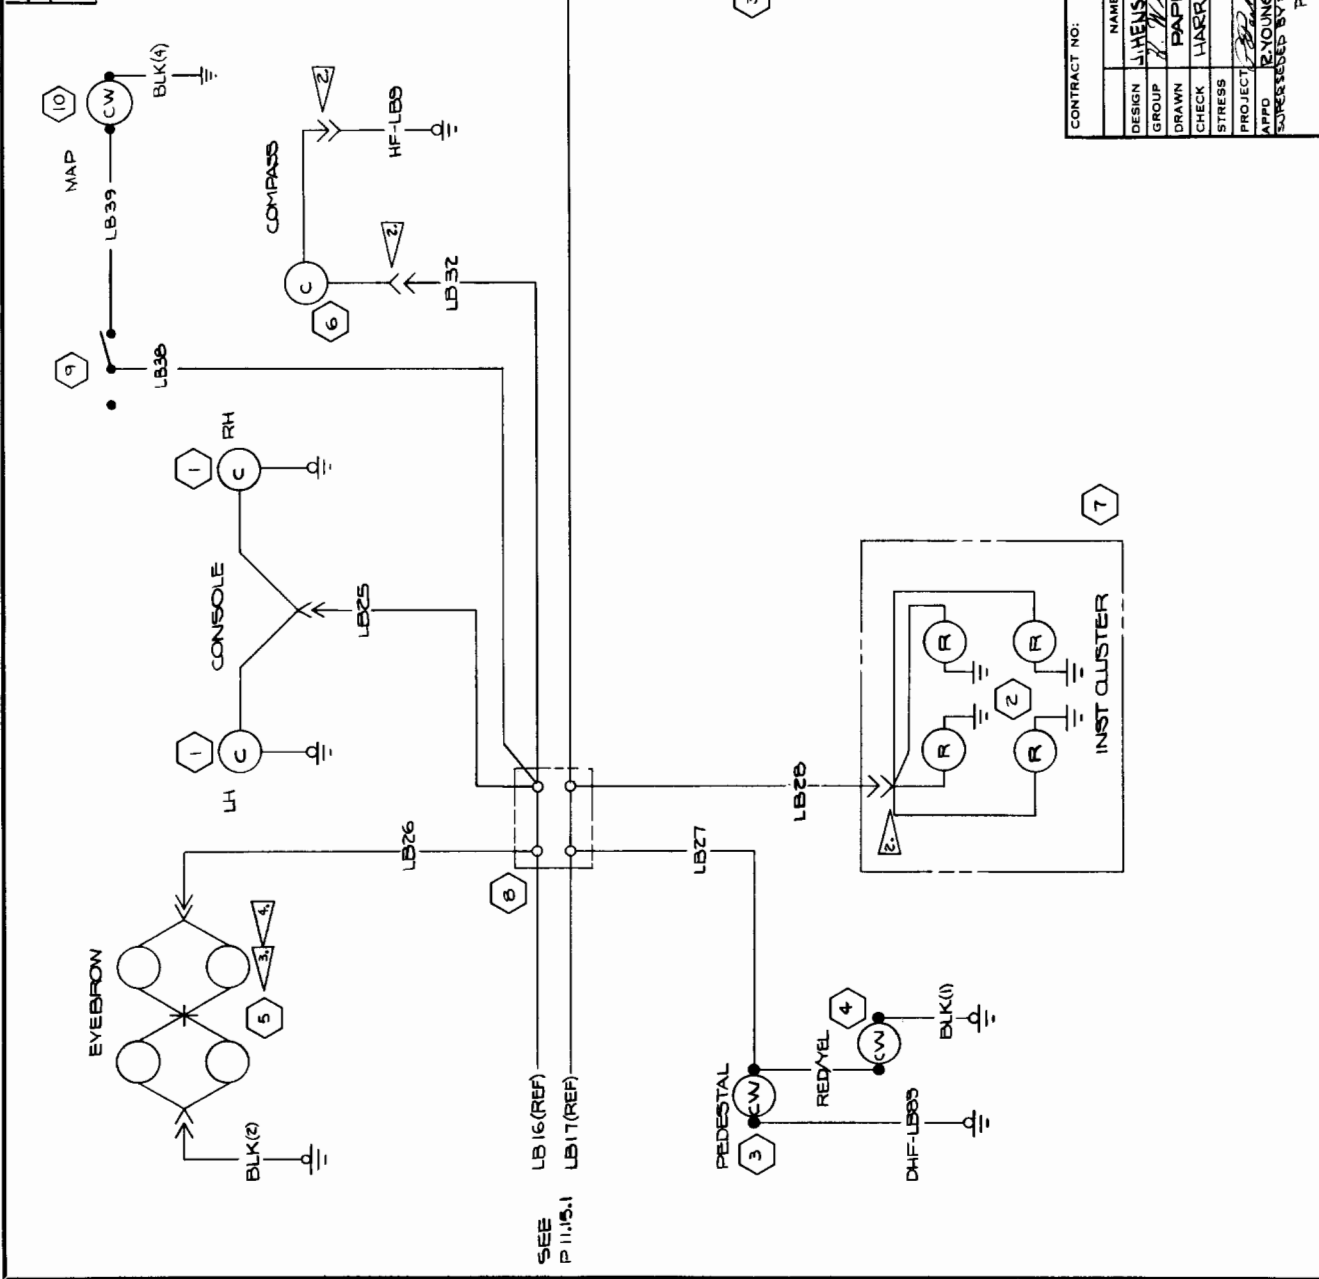 EYEBROW
5
3.
4.
BLK(2)
LB26
LH
1
C
CONSOLE
1
C
RH
LB25
9
LB38
MAP
10
CW
LB39
BLK(4)
COMPASS
C
6
2.
LB32
2.
HF-LB9
8
SEE
P 11.15.1
LB16(REF)
LB17(REF)
LB27
LB28
PEDESTAL
3
CW
RED/YEL
4
CW
BLK(1)
DHF-LB89
2.
R
R
R
R
2
INST CLUSTER
7
3
CONTRACT NO:
NAME
DESIGN J.HENS
GROUP
DRAWN PAP
CHECK HARR
STRESS
PROJECT
APPD R.YOUNG
SUPERSEDED BY
P